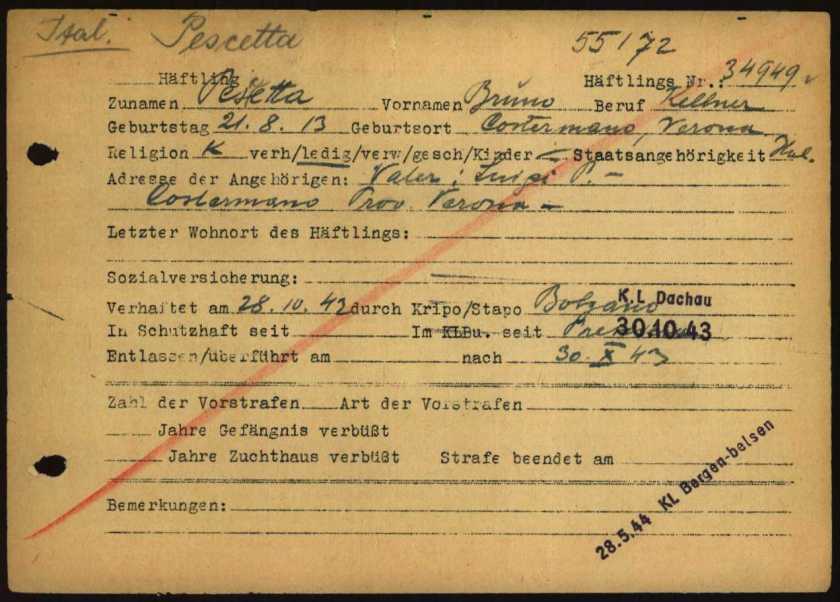 Ital. Pescetta 55172
Häftling Häftlings Nr.: 34949
Zunamen Pescetta Vornamen Bruno Beruf Kellner
Geburtstag 21.8.13 Geburtsort Costermano, Verona
Religion K verh/ledig/verw/gesch/Kinder — Staatsangehörigkeit Ital.
Adresse der Angehörigen: Vater: Luigi P. —
Costermano Prov. Verona —
Letzter Wohnort des Häftlings:
Sozialversicherung:
K.L. Dachau
Verhaftet am 28.10.43 durch Kripo/Stapo Bolzano
30.10.43
In Schutzhaft seit Im KLBu. seit
Entlassen/überführt am nach 30.X 43
Zahl der Vorstrafen Art der Vorstrafen
Jahre Gefängnis verbüßt
Jahre Zuchthaus verbüßt Strafe beendet am
28.5.44 KL Bergen-belsen
Bemerkungen: